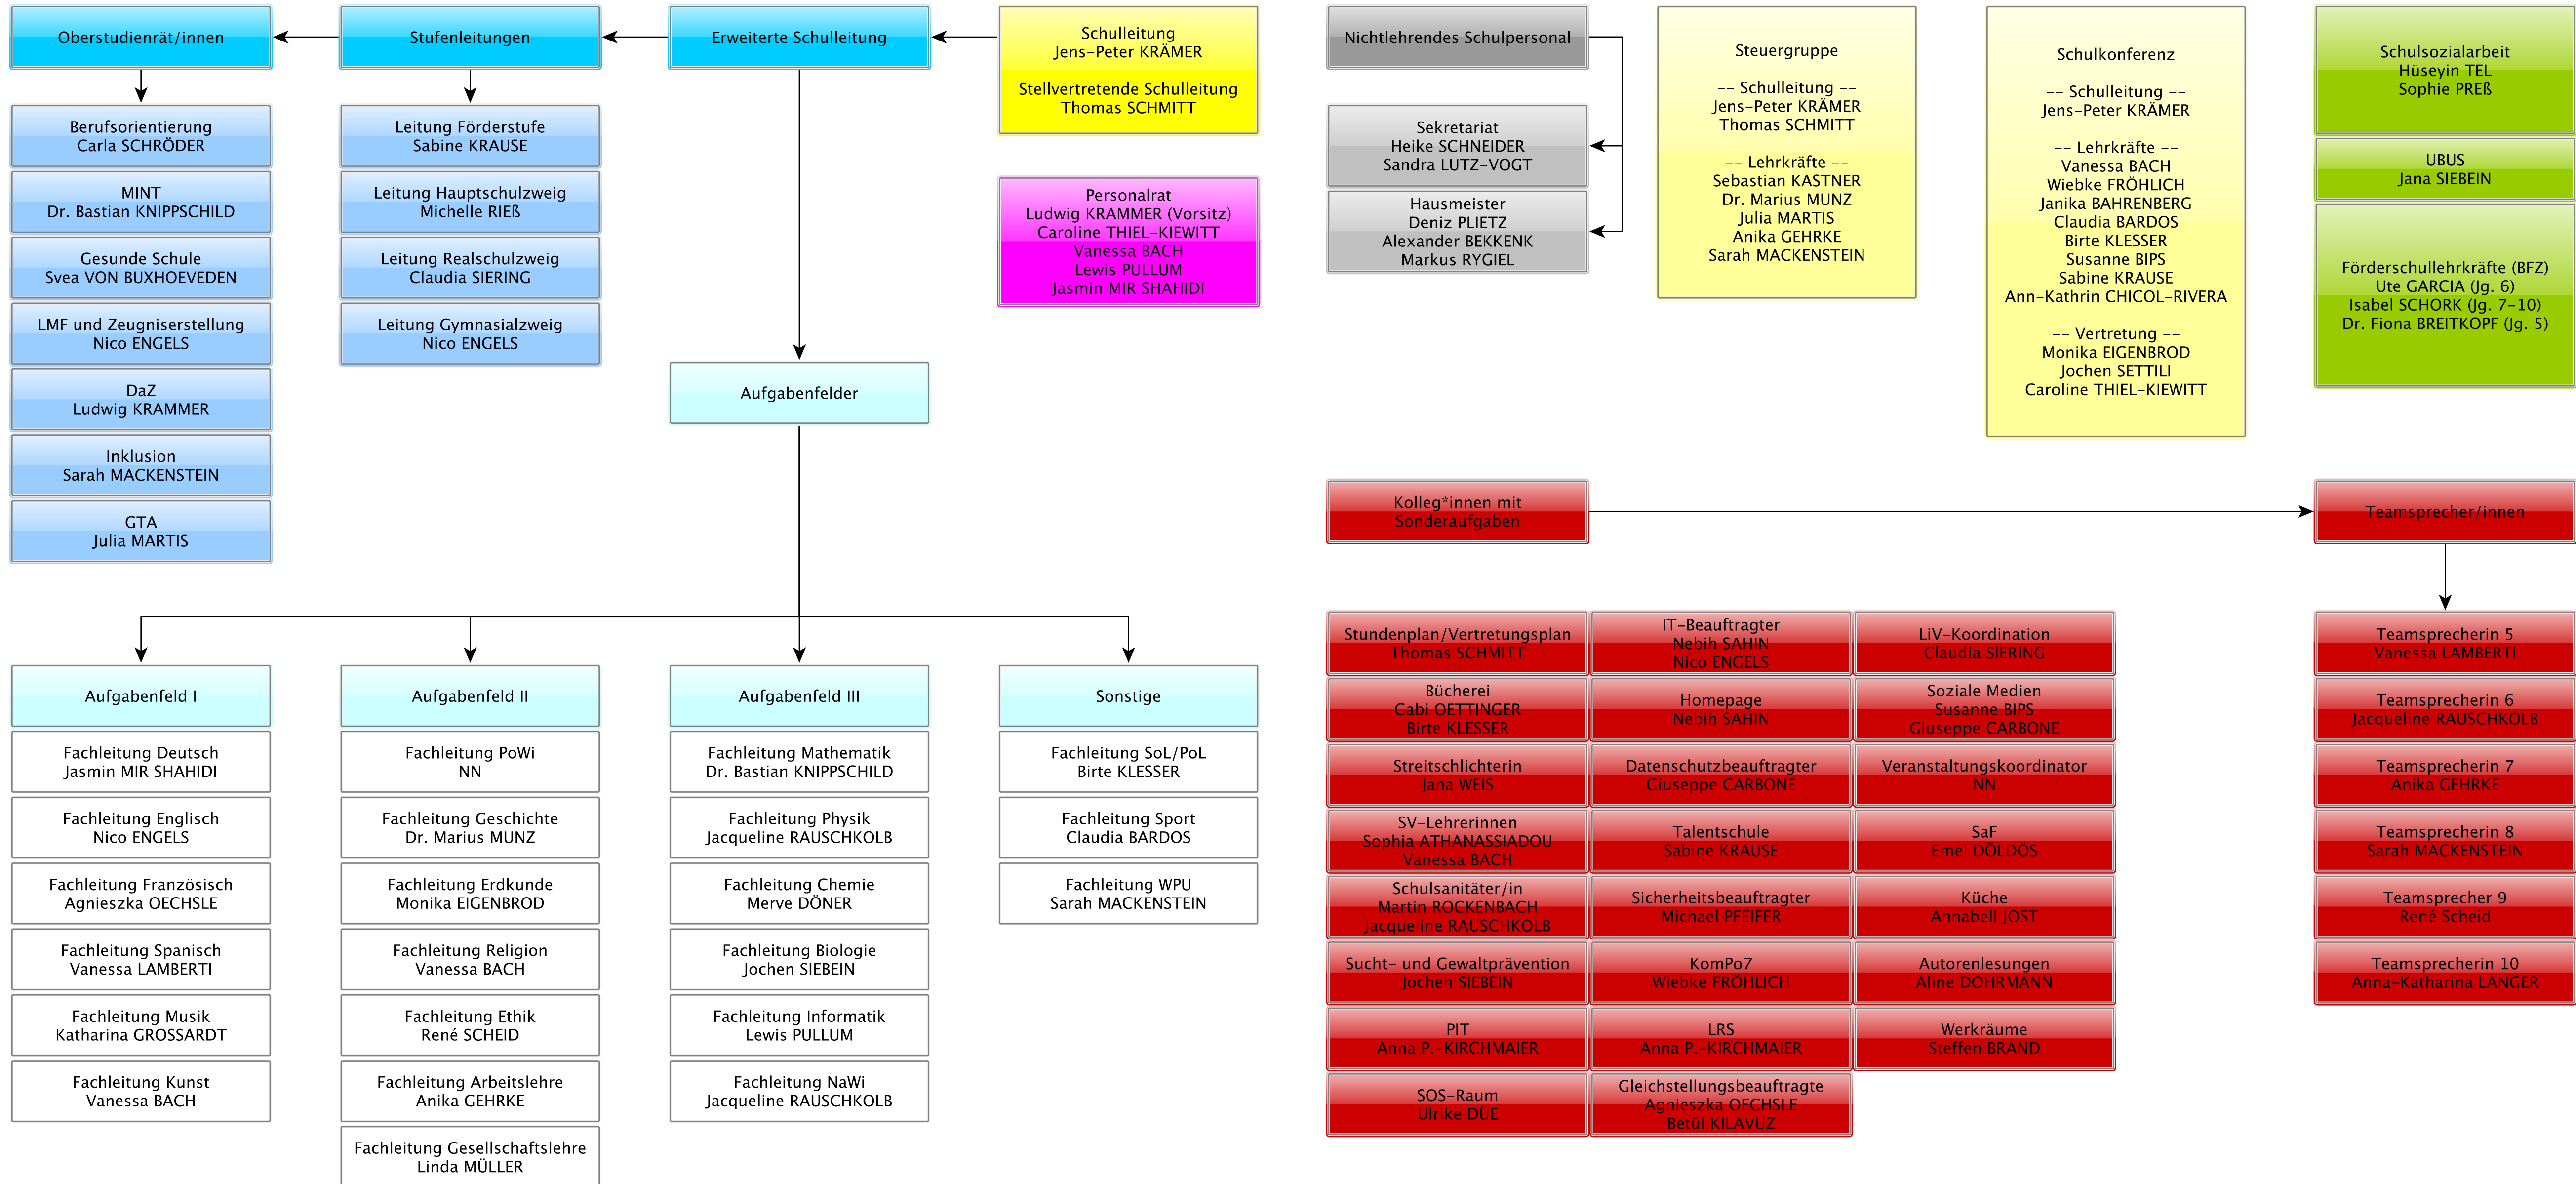 Oberstudienrät/innen
Berufsorientierung
Carla SCHRÖDER
MINT
Dr. Bastian KNIPPSCHILD
Gesunde Schule
Svea VON BUXHOEVEDEN
LMF und Zeugniserstellung
Nico ENGELS
DaZ
Ludwig KRAMMER
Inklusion
Sarah MACKENSTEIN
GTA
Julia MARTIS
Stufenleitungen
Leitung Förderstufe
Sabine KRAUSE
Leitung Hauptschulzweig
Michelle RIEß
Leitung Realschulzweig
Claudia SIERING
Leitung Gymnasialzweig
Nico ENGELS
Erweiterte Schulleitung
Schulleitung
Jens-Peter KRÄMER
Stellvertretende Schulleitung
Thomas SCHMITT
Personalrat
Ludwig KRAMMER (Vorsitz)
Caroline THIEL-KIEWITT
Vanessa BACH
Lewis PULLUM
Jasmin MIR SHAHIDI
Aufgabenfelder
Aufgabenfeld I
Fachleitung Deutsch
Jasmin MIR SHAHIDI
Fachleitung Englisch
Nico ENGELS
Fachleitung Französisch
Agnieszka OECHSLE
Fachleitung Spanisch
Vanessa LAMBERTI
Fachleitung Musik
Katharina GROSSARDT
Fachleitung Kunst
Vanessa BACH
Aufgabenfeld II
Fachleitung PoWi
NN
Fachleitung Geschichte
Dr. Marius MUNZ
Fachleitung Erdkunde
Monika EIGENBROD
Fachleitung Religion
Vanessa BACH
Fachleitung Ethik
René SCHEID
Fachleitung Arbeitslehre
Anika GEHRKE
Fachleitung Gesellschaftslehre
Linda MÜLLER
Aufgabenfeld III
Fachleitung Mathematik
Dr. Bastian KNIPPSCHILD
Fachleitung Physik
Jacqueline RAUSCHKOLB
Fachleitung Chemie
Merve DÖNER
Fachleitung Biologie
Jochen SIEBEIN
Fachleitung Informatik
Lewis PULLUM
Fachleitung NaWi
Jacqueline RAUSCHKOLB
Sonstige
Fachleitung SoL/PoL
Birte KLESSER
Fachleitung Sport
Claudia BARDOS
Fachleitung WPU
Sarah MACKENSTEIN
Nichtlehrendes Schulpersonal
Sekretariat
Heike SCHNEIDER
Sandra LUTZ-VOGT
Hausmeister
Deniz PLIETZ
Alexander BEKKENK
Markus RYGIEL
Steuergruppe
-- Schulleitung --
Jens-Peter KRÄMER
Thomas SCHMITT
-- Lehrkräfte --
Sebastian KASTNER
Dr. Marius MUNZ
Julia MARTIS
Anika GEHRKE
Sarah MACKENSTEIN
Schulkonferenz
-- Schulleitung --
Jens-Peter KRÄMER
-- Lehrkräfte --
Vanessa BACH
Wiebke FRÖHLICH
Janika BAHRENBERG
Claudia BARDOS
Birte KLESSER
Susanne BIPS
Sabine KRAUSE
Ann-Kathrin CHICOL-RIVERA
-- Vertretung --
Monika EIGENBROD
Jochen SETTILI
Caroline THIEL-KIEWITT
Schulsozialarbeit
Hüseyin TEL
Sophie PREß
UBUS
Jana SIEBEIN
Förderschullehrkräfte (BFZ)
Ute GARCIA (Jg. 6)
Isabel SCHORK (Jg. 7-10)
Dr. Fiona BREITKOPF (Jg. 5)
Kolleg*innen mit
Sonderaufgaben
Stundenplan/Vertretungsplan
Thomas SCHMITT
IT-Beauftragter
Nebih SAHIN
Nico ENGELS
LiV-Koordination
Claudia SIERING
Bücherei
Gabi OETTINGER
Birte KLESSER
Homepage
Nebih SAHIN
Soziale Medien
Susanne BIPS
Giuseppe CARBONE
Streitschlichterin
Jana WEIS
Datenschutzbeauftragter
Giuseppe CARBONE
Veranstaltungskoordinator
NN
SV-Lehrerinnen
Sophia ATHANASSIADOU
Vanessa BACH
Talentschule
Sabine KRAUSE
SaF
Emel DÖLDÖS
Schulsanitäter/in
Martin ROCKENBACH
Jacqueline RAUSCHKOLB
Sicherheitsbeauftragter
Michael PFEIFER
Küche
Annabell JOST
Sucht- und Gewaltprävention
Jochen SIEBEIN
KomPo7
Wiebke FRÖHLICH
Autorenlesungen
Aline DOHRMANN
PIT
Anna P.-KIRCHMAIER
LRS
Anna P.-KIRCHMAIER
Werkräume
Steffen BRAND
SOS-Raum
Ulrike DÜE
Gleichstellungsbeauftragte
Agnieszka OECHSLE
Betül KILAVUZ
Teamsprecher/innen
Teamsprecherin 5
Vanessa LAMBERTI
Teamsprecherin 6
Jacqueline RAUSCHKOLB
Teamsprecherin 7
Anika GEHRKE
Teamsprecherin 8
Sarah MACKENSTEIN
Teamsprecher 9
René Scheid
Teamsprecherin 10
Anna-Katharina LANGER